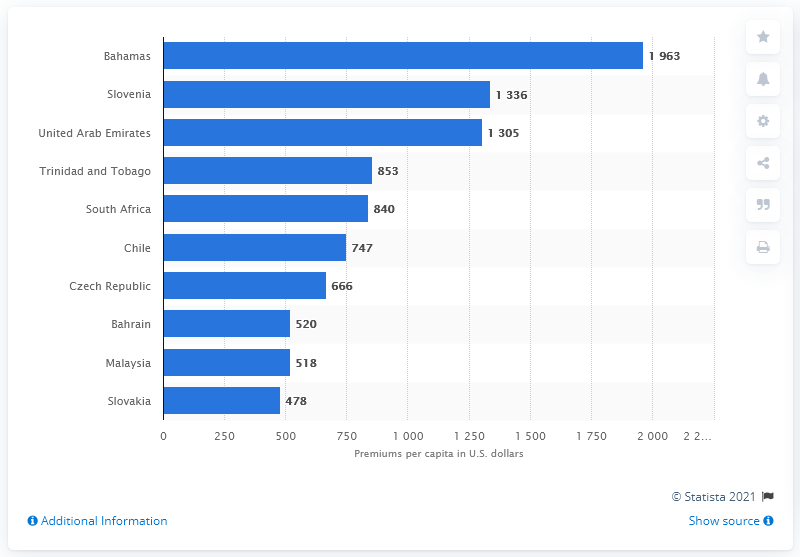 Bahamas 1 963
Slovenia 1 336
United Arab Emirates 1 305
Trinidad and Tobago 853
South Africa 840
Chile 747
Czech Republic 666
Bahrain 520
Malaysia 518
Slovakia 478
0 250 500 750 1 000 1 250 1 500 1 750 2 000 2 2...
Premiums per capita in U.S. dollars
© Statista 2021
Additional Information Show source